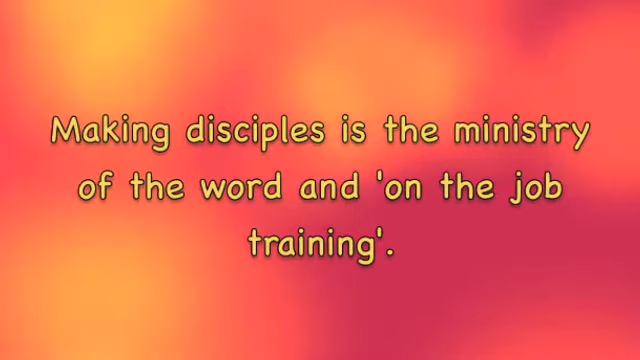 Making disciples is the ministry
of the word and 'on the job
training'.